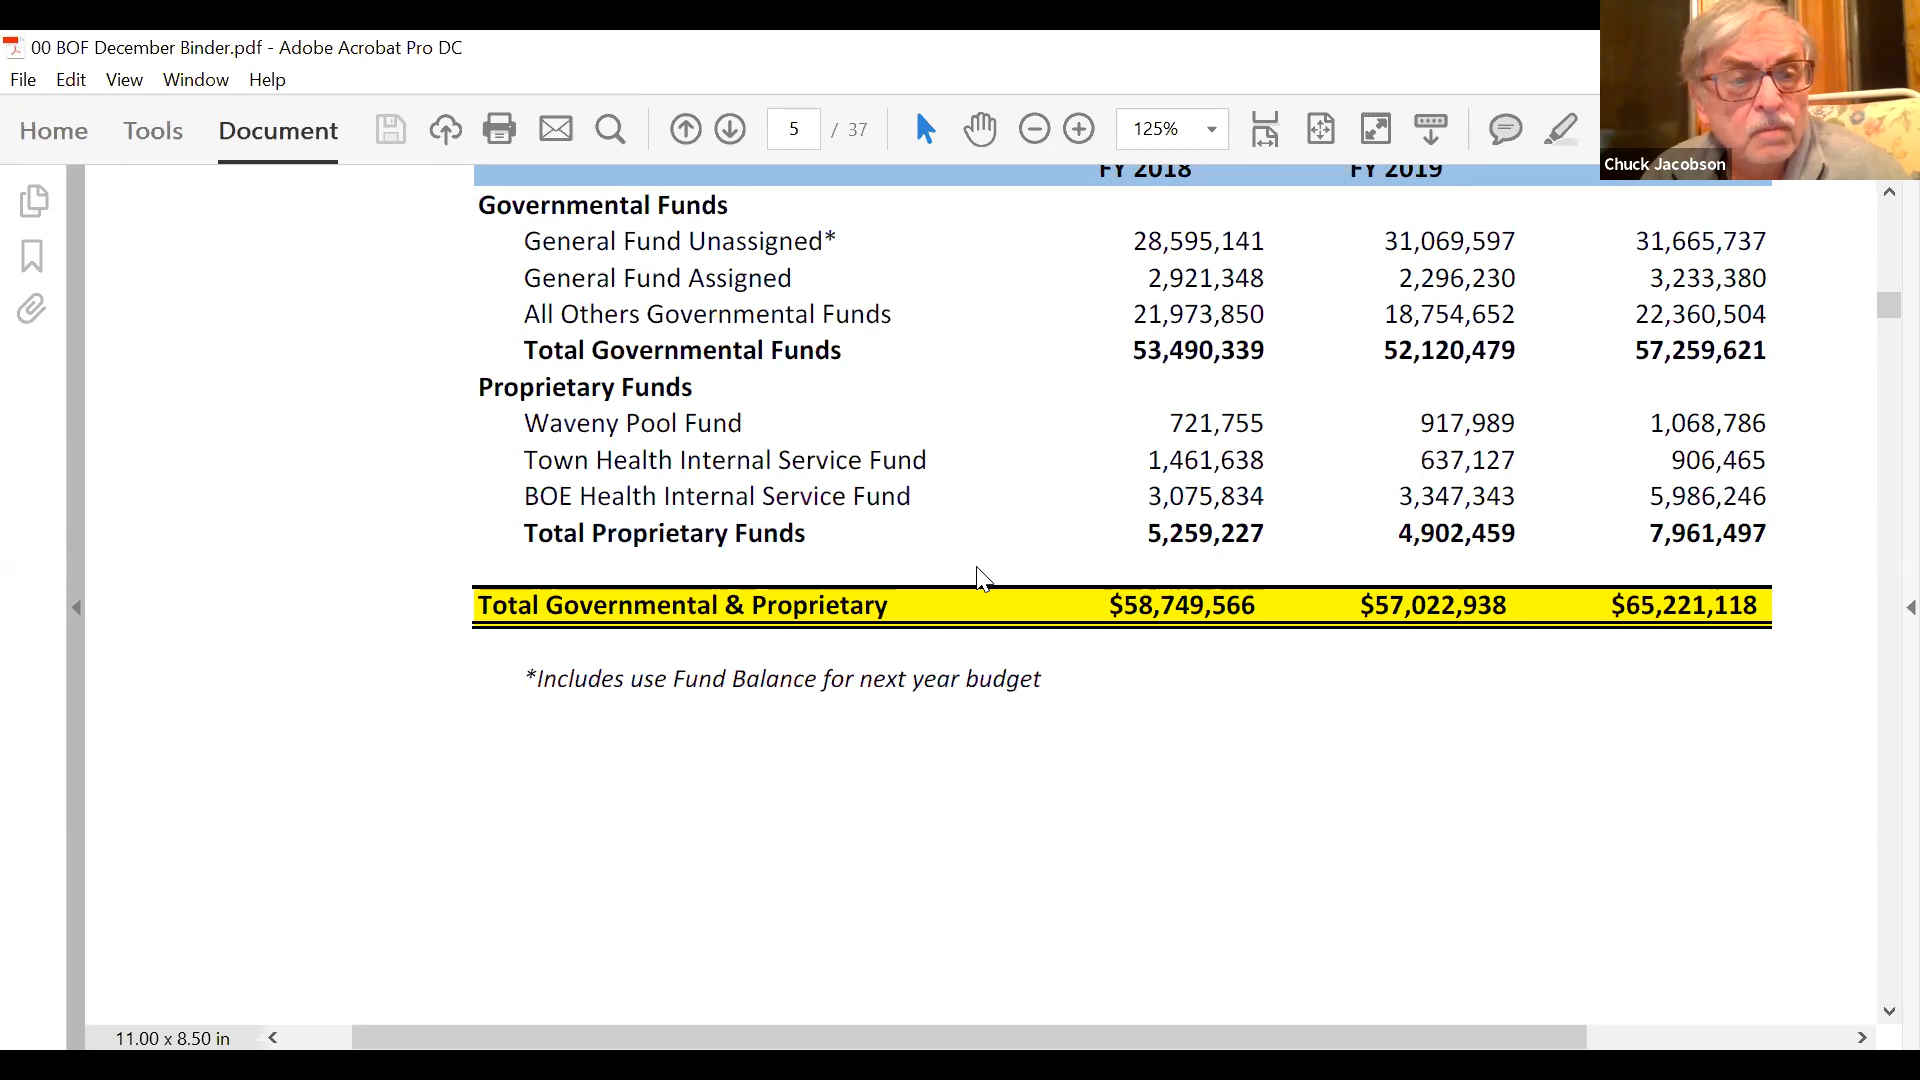 00 BOF December Binder.pdf - Adobe Acrobat Pro DC
File Edit View Window Help
Home Tools Document 5 / 37 125%
Chuck Jacobson
FY 2018 FY 2019
Governmental Funds
General Fund Unassigned* 28,595,141 31,069,597 31,665,737
General Fund Assigned 2,921,348 2,296,230 3,233,380
All Others Governmental Funds 21,973,850 18,754,652 22,360,504
Total Governmental Funds 53,490,339 52,120,479 57,259,621
Proprietary Funds
Waveny Pool Fund 721,755 917,989 1,068,786
Town Health Internal Service Fund 1,461,638 637,127 906,465
BOE Health Internal Service Fund 3,075,834 3,347,343 5,986,246
Total Proprietary Funds 5,259,227 4,902,459 7,961,497
Total Governmental & Proprietary $58,749,566 $57,022,938 $65,221,118
*Includes use Fund Balance for next year budget
11.00 x 8.50 in